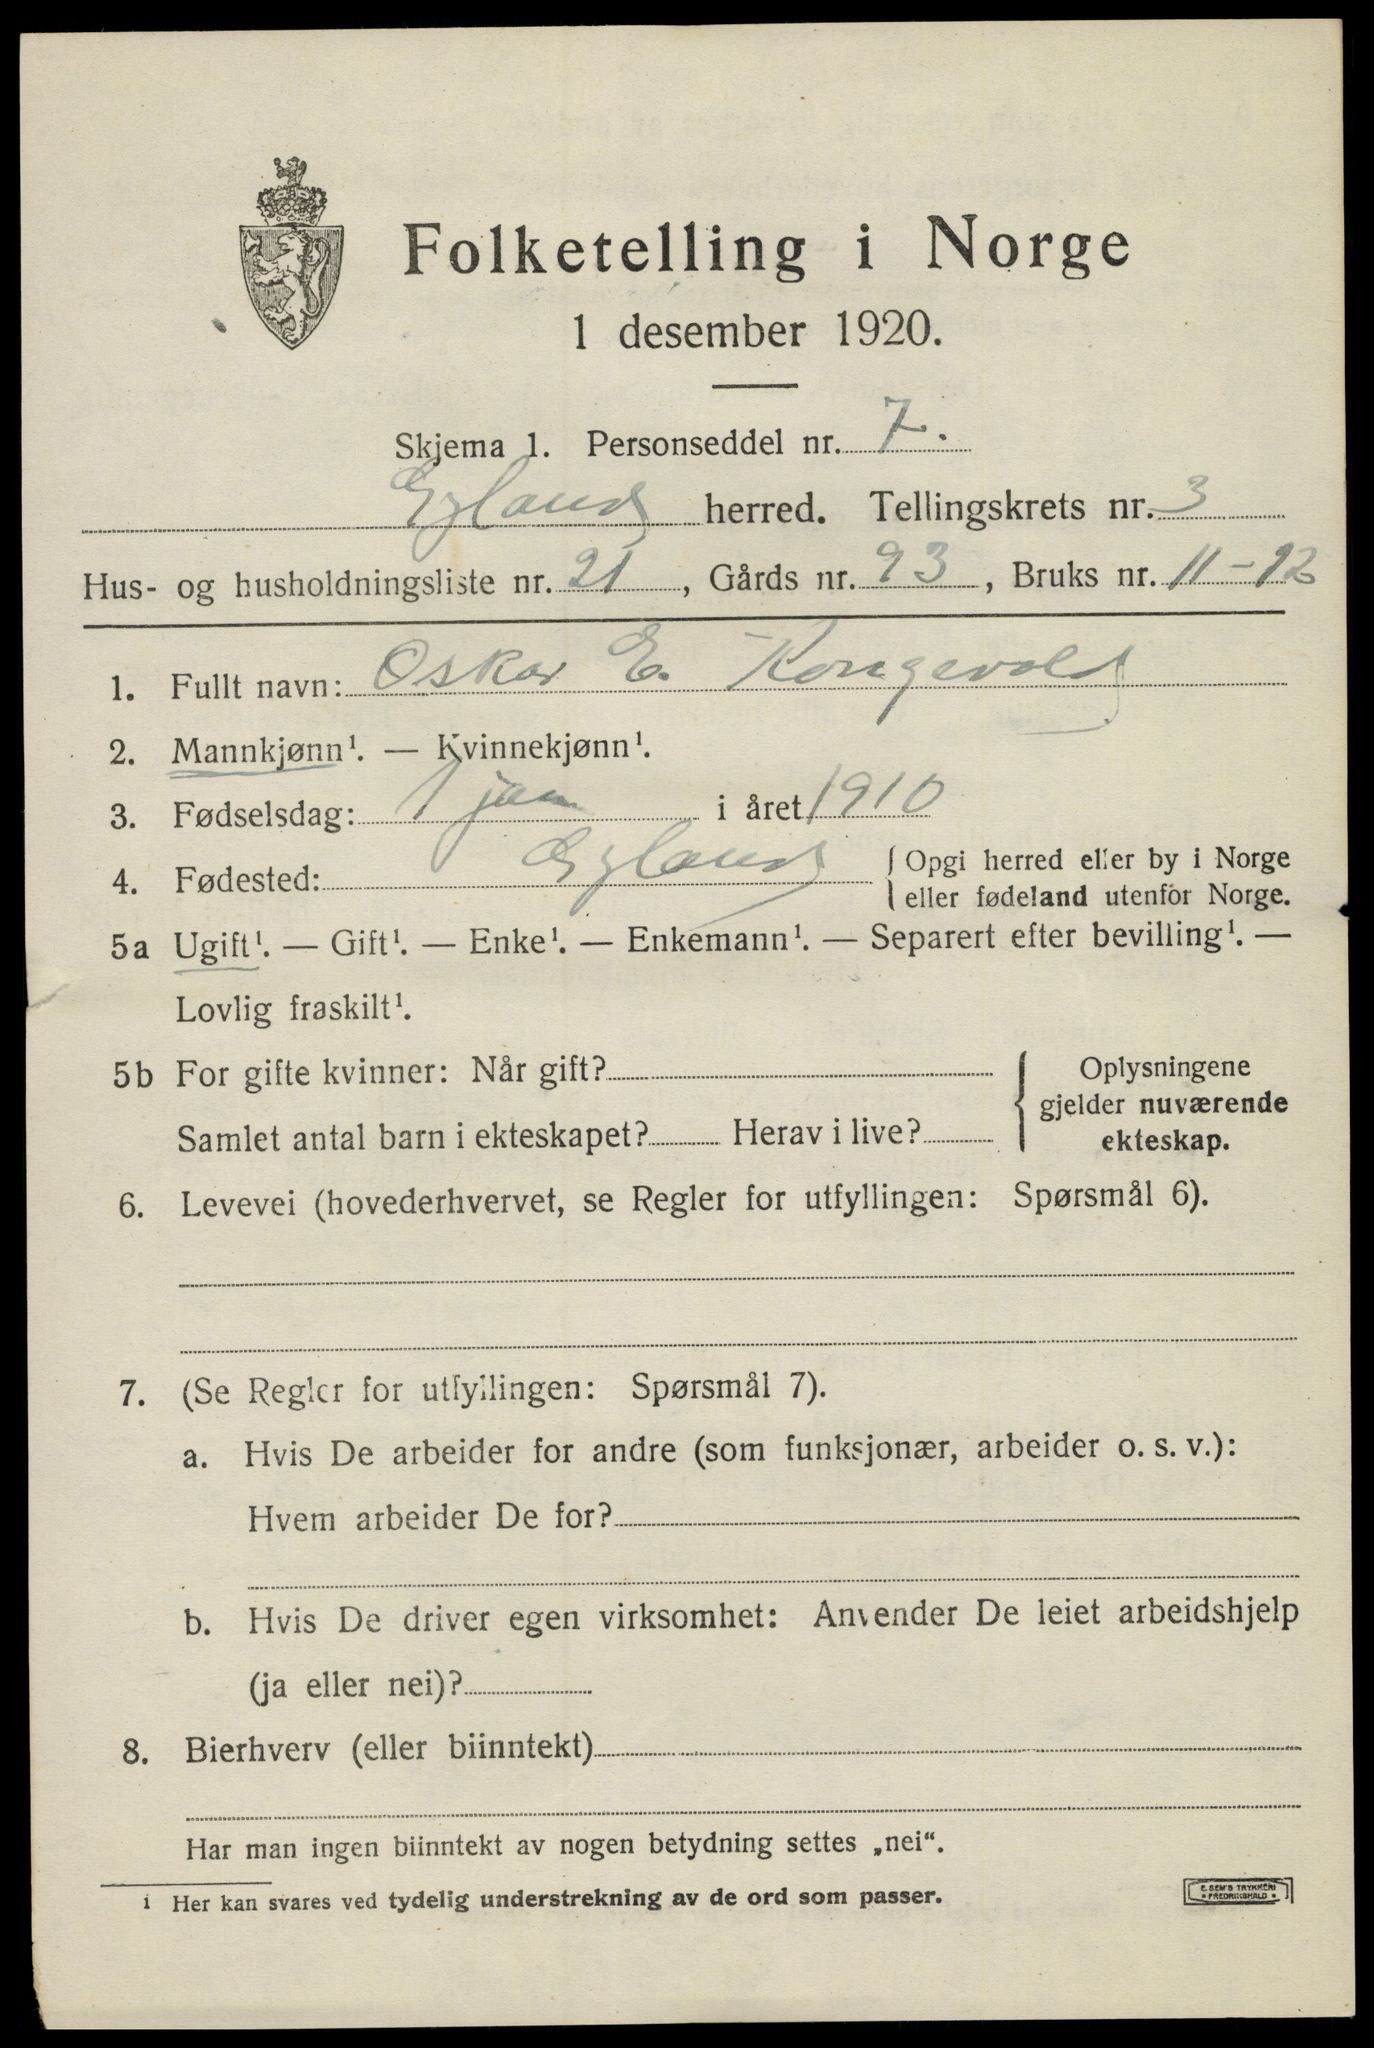 Folketelling i Norge
1 desember 1920.
Skjema 1. Personseddel nr. 7.
Eyland herred. Tellingskrets nr. 3
Hus- og husholdningsliste nr. 21, Gårds nr. 93, Bruks nr. 11-12
1. Fullt navn: Oskar E. Kongevold
2. Mannkjønn¹. — Kvinnekjønn¹.
3. Fødselsdag: 1 jan i året 1910
4. Fødested: Eyland { Opgi herred eller by i Norge
eller fødeland utenfor Norge.
5a Ugift¹. — Gift¹. — Enke¹. — Enkemann¹. — Separert efter bevilling¹. —
Lovlig fraskilt¹.
5b For gifte kvinner: Når gift?
Samlet antal barn i ekteskapet? Herav i live?
{ Oplysningene
gjelder nuværende
ekteskap.
6. Levevei (hovederhvervet, se Regler for utfyllingen: Spørsmål 6).
7. (Se Regler for utfyllingen: Spørsmål 7).
a. Hvis De arbeider for andre (som funksjonær, arbeider o. s. v.):
Hvem arbeider De for?
b. Hvis De driver egen virksomhet: Anvender De leiet arbeidshjelp
(ja eller nei)?
8. Bierhverv (eller biinntekt)
Har man ingen biinntekt av nogen betydning settes „nei“.
1 Her kan svares ved tydelig understrekning av de ord som passer.
E. SEM'S TRYKKERI
* FREDRIKSHALD *